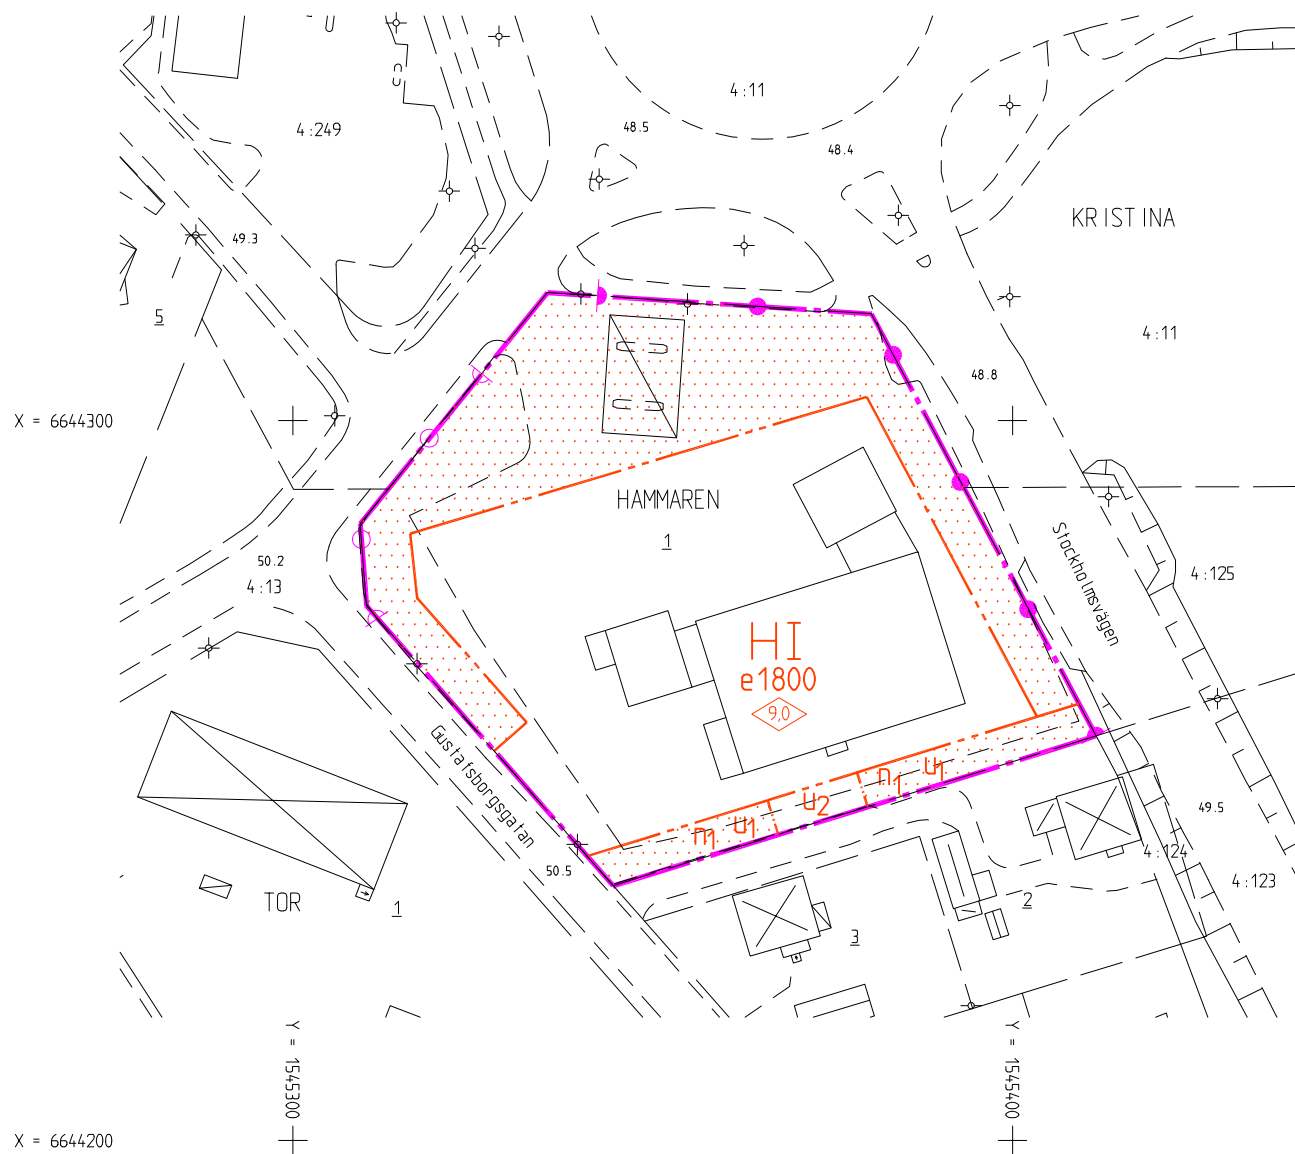 4:11
48.5
4:249
48.4
KRISTINA
49.3
5
4:11
48.8
X = 6644300
HAMMAREN
1
Stockholmsvägen
50.2
4:13
4:125
HI
e1800
9,0
Gustafsborgsgatan
n1 u1
u2
n1 u1
49.5
4:124
50.5
4:123
TOR
1
2
3
Y = 1545300
Y = 1545400
X = 6644200